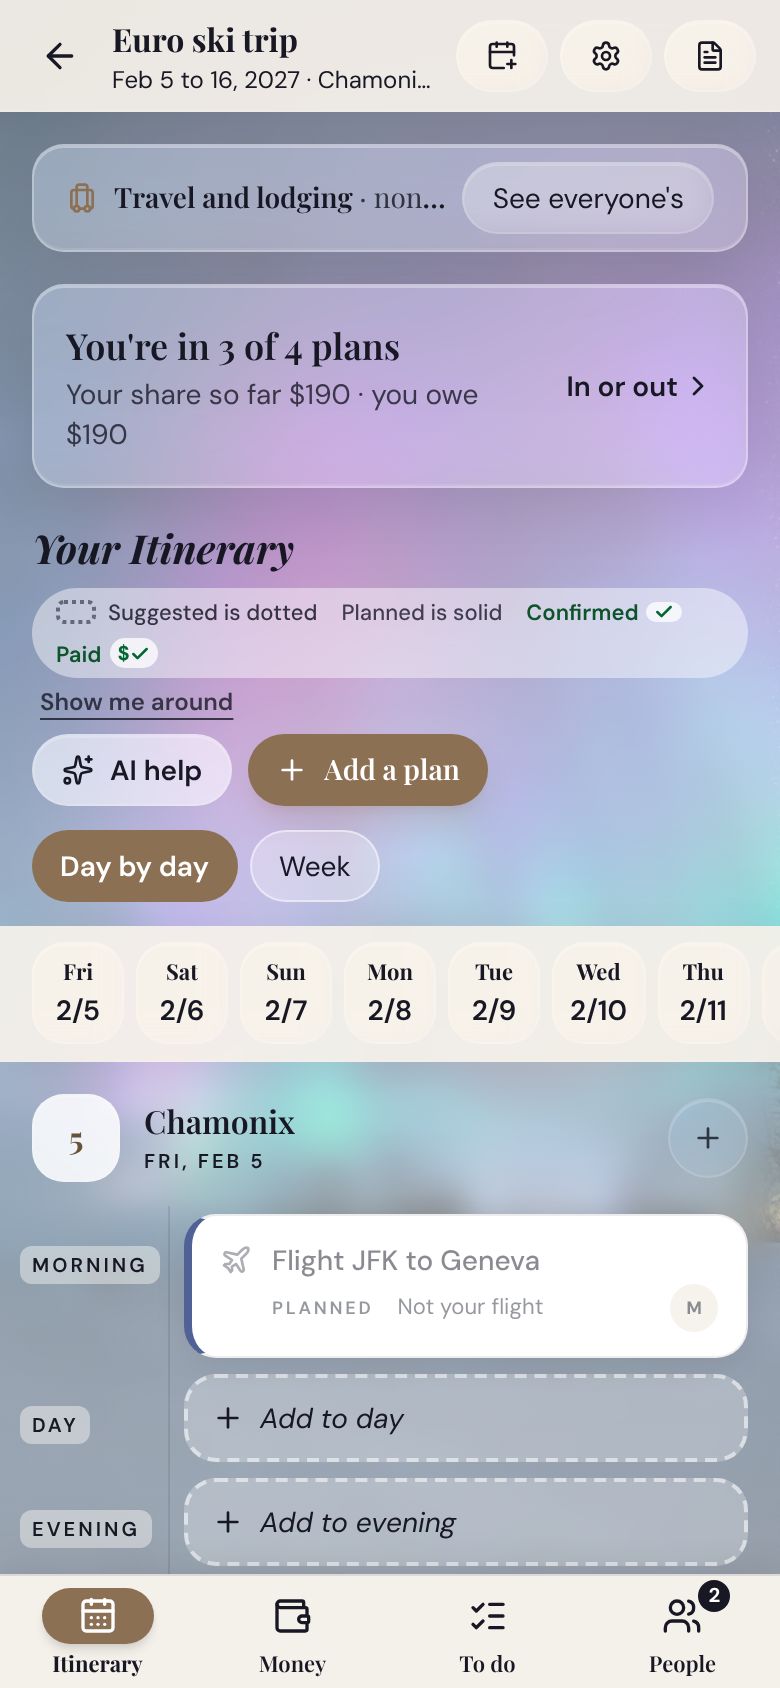 Euro ski trip
Feb 5 to 16, 2027 · Chamoni...
Travel and lodging · non...
See everyone's
You're in 3 of 4 plans
Your share so far $190 · you owe
$190
In or out
Your Itinerary
Suggested is dotted Planned is solid Confirmed
Paid $
Show me around
AI help
Add a plan
Day by day
Week
Fri Sat Sun Mon Tue Wed Thu
2/5 2/6 2/7 2/8 2/9 2/10 2/11
5
Chamonix
FRI, FEB 5
MORNING
Flight JFK to Geneva
PLANNED Not your flight M
DAY
+ Add to day
EVENING
+ Add to evening
2
Itinerary Money To do People